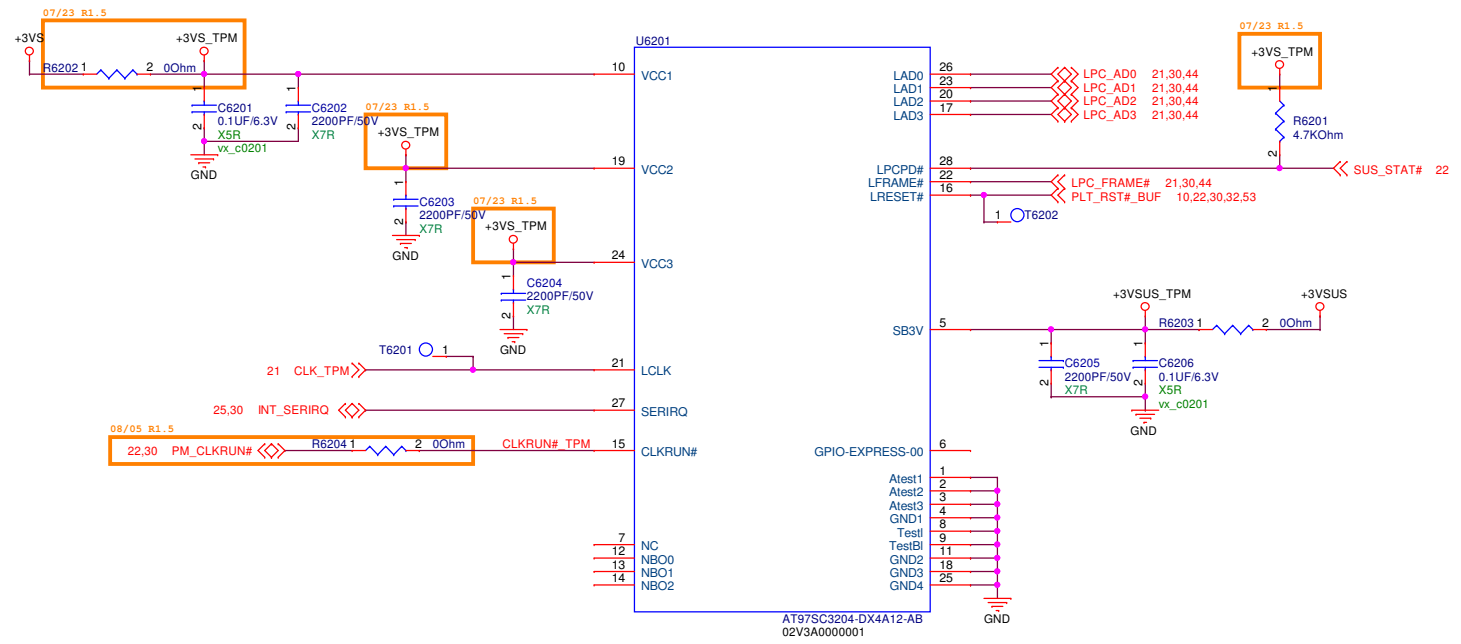 07/23 R1.5
+3VS
+3VS_TPM
R6202 1 2 0Ohm
1
C6201
0.1UF/6.3V
2
X5R
vx_c0201
GND
1
C6202
2200PF/50V
2
X7R
07/23 R1.5
+3VS_TPM
1
C6203
2200PF/50V
2
X7R
GND
07/23 R1.5
+3VS_TPM
1
C6204
2200PF/50V
X7R
2
GND
T6201 1
21 CLK_TPM
25,30 INT_SERIRQ
08/05 R1.5
22,30 PM_CLKRUN# R6204 1 2 0Ohm CLKRUN#_TPM
U6201
10 VCC1
19 VCC2
24 VCC3
21 LCLK
27 SERIRQ
15 CLKRUN#
7 NC
12 NBO0
13 NBO1
14 NBO2
LAD0 26 LPC_AD0 21,30,44
LAD1 23 LPC_AD1 21,30,44
LAD2 20 LPC_AD2 21,30,44
LAD3 17 LPC_AD3 21,30,44
LPCPD# 28 SUS_STAT# 22
LFRAME# 22 LPC_FRAME# 21,30,44
LRESET# 16 PLT_RST#_BUF 10,22,30,32,53
1 T6202
07/23 R1.5
+3VS_TPM
1
R6201
4.7KOhm
2
+3VSUS_TPM
+3VSUS
SB3V 5
R6203 1 2 0Ohm
1
C6205
2200PF/50V
2
X7R
1
C6206
0.1UF/6.3V
2
X5R
vx_c0201
GND
GPIO-EXPRESS-00 6
Atest1 1
Atest2 2
Atest3 3
GND1 4
TestI 8
TestBI 9
GND2 11
GND3 18
GND4 25
GND
AT97SC3204-DX4A12-AB
02V3A0000001